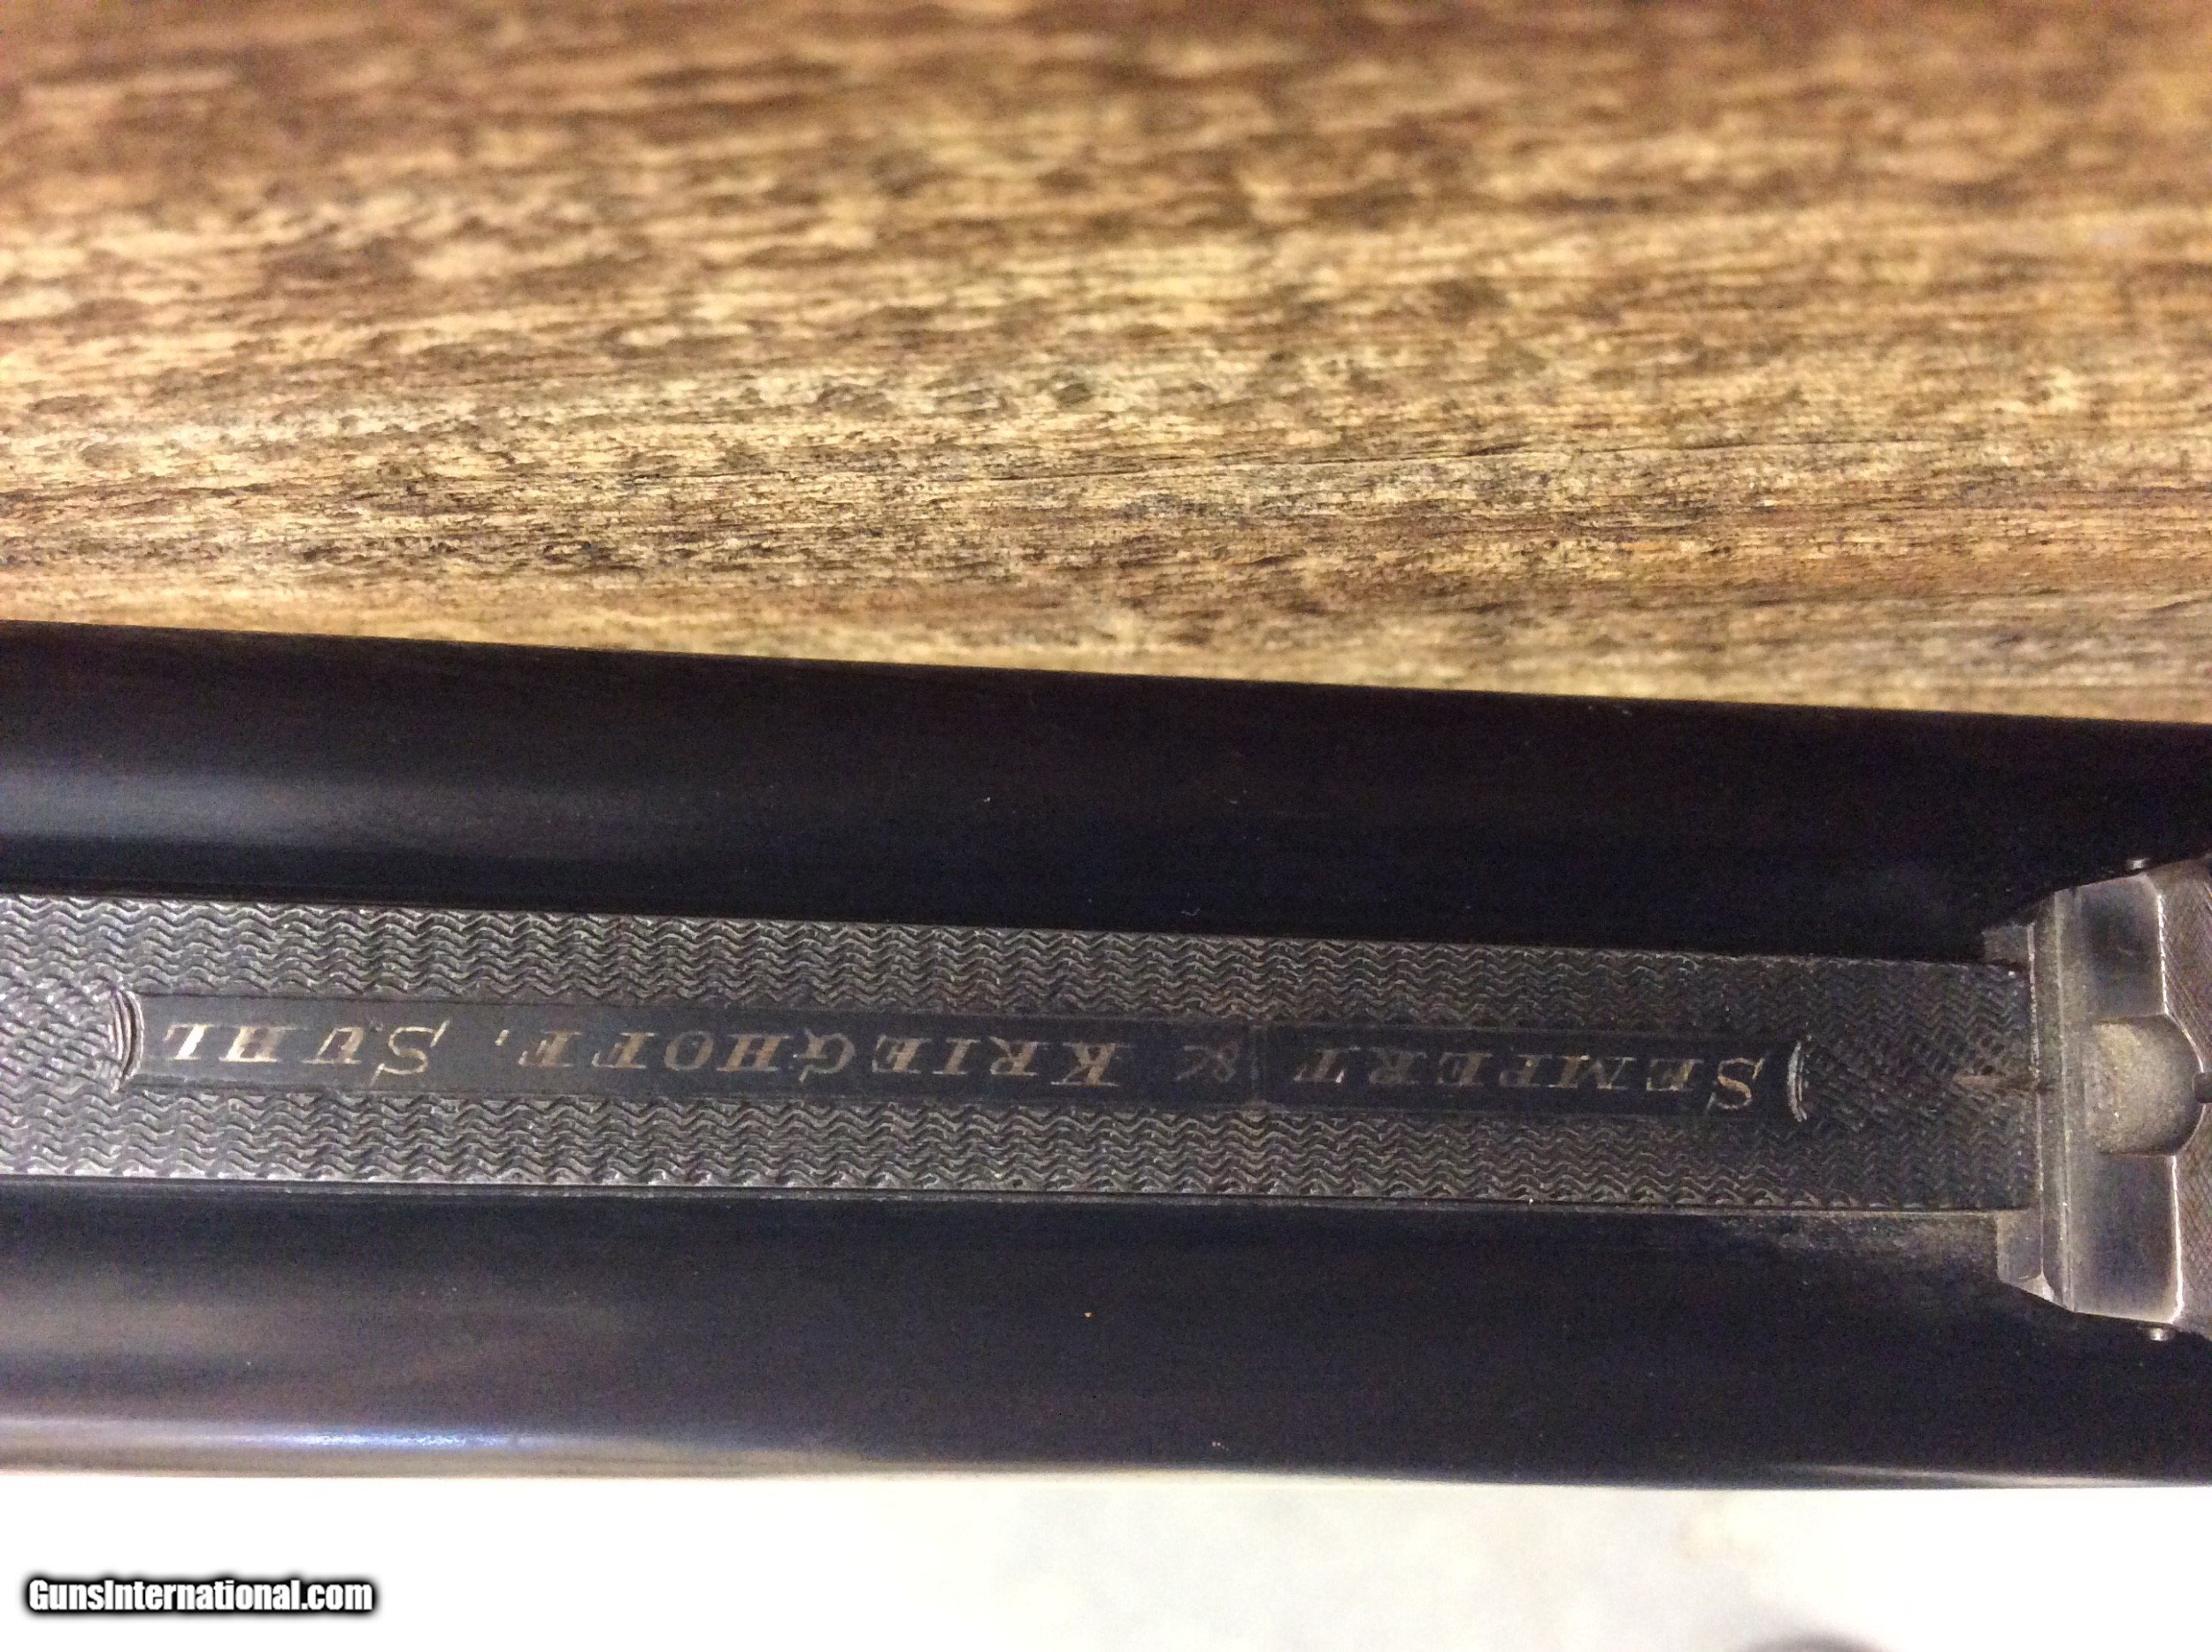 SEMPERT & KRIEGHOFF, SUHL
GunsInternational.com